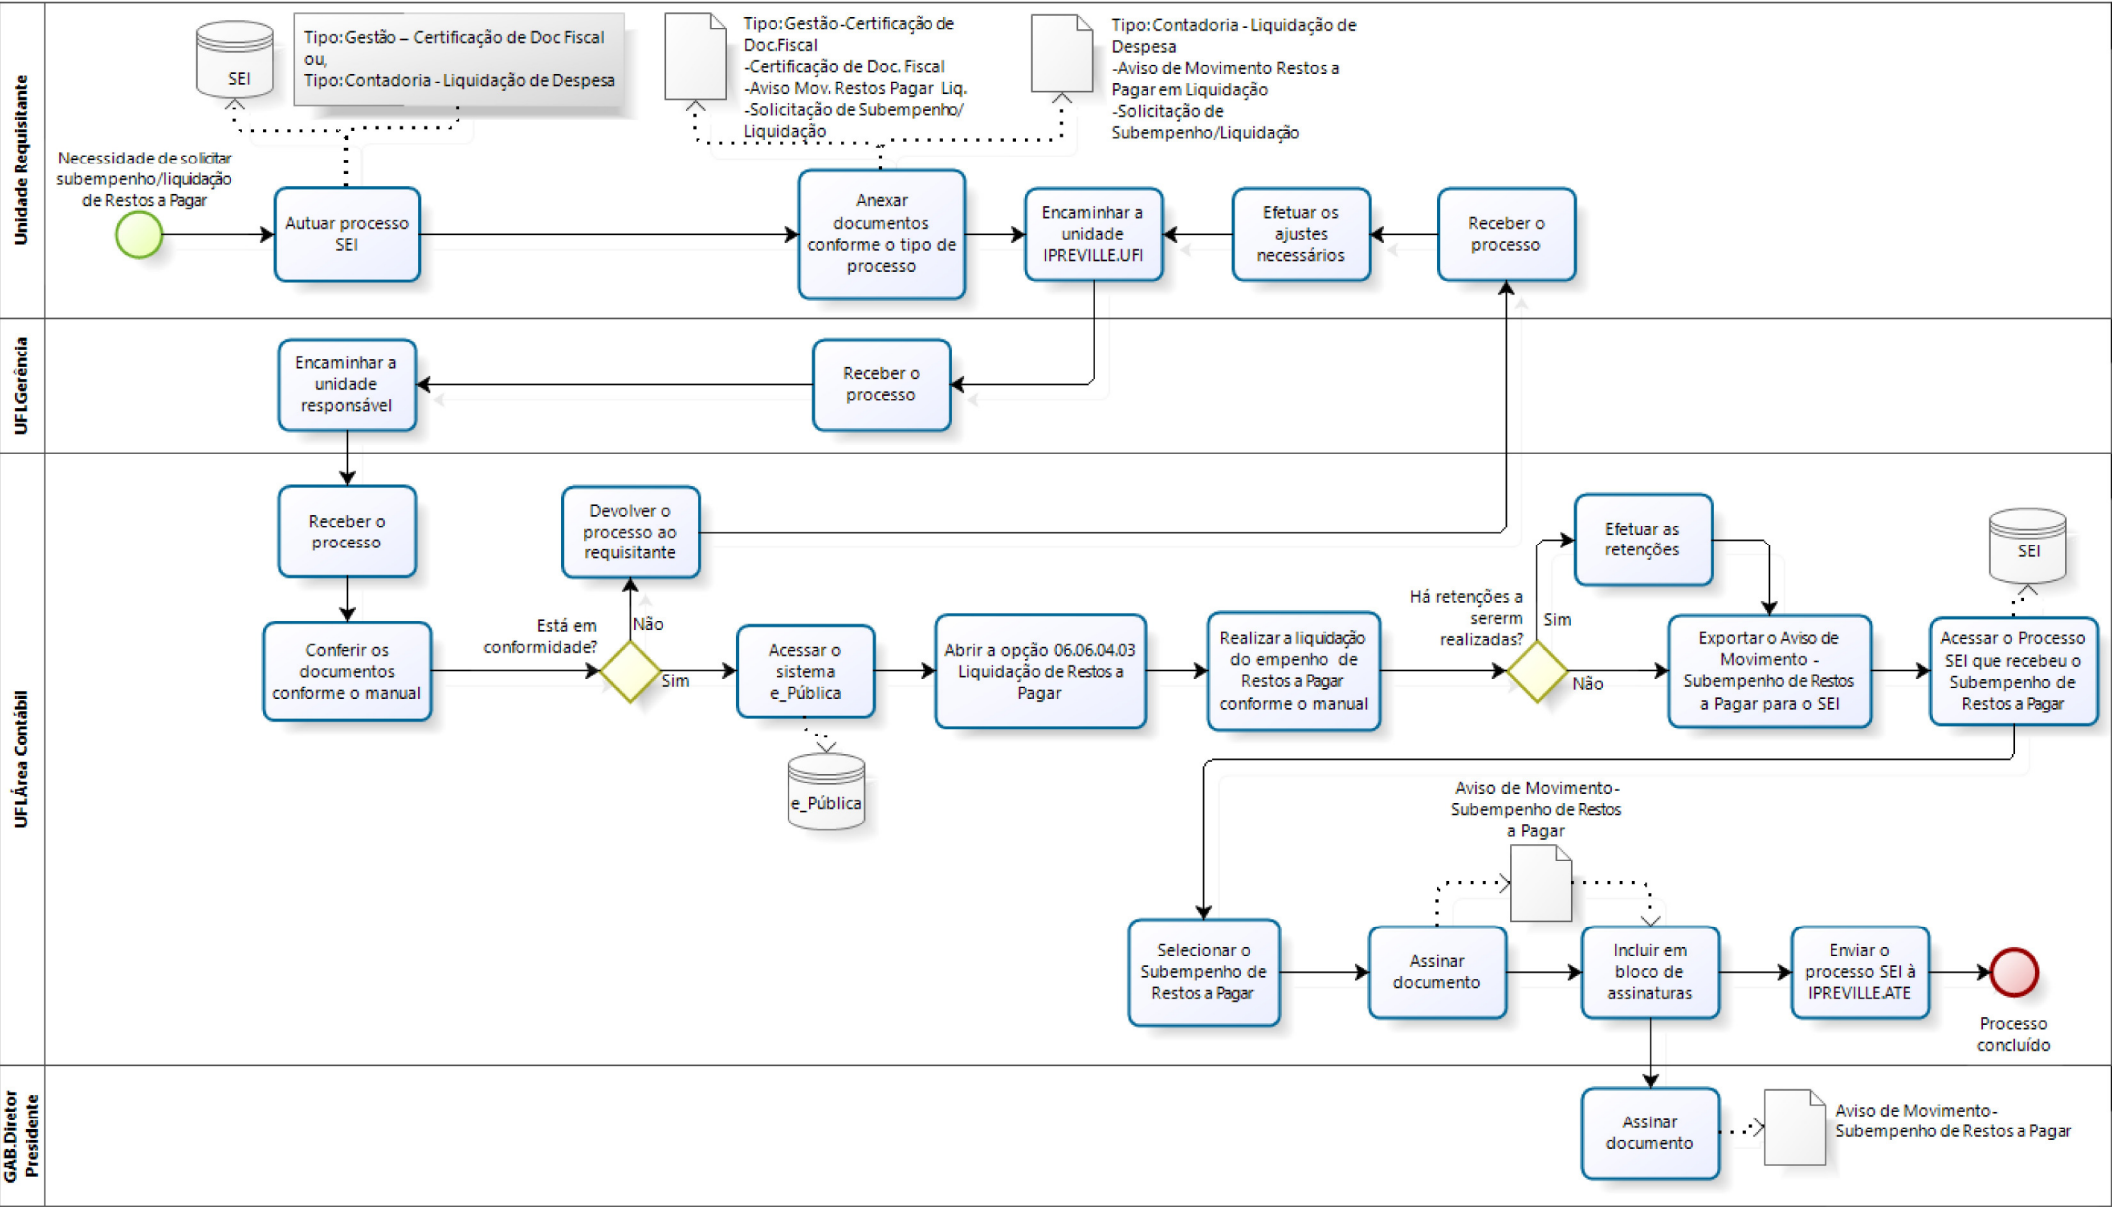 Unidade Requisitante
SEI
Tipo:Gestão – Certificação de Doc Fiscal
ou,
Tipo:Contadoria - Liquidação de Despesa
Tipo:Gestão-Certificação de
Doc.Fiscal
-Certificação de Doc. Fiscal
-Aviso Mov. Restos Pagar Liq.
-Solicitação de Subempenho/
Liquidação
Tipo:Contadoria - Liquidação de
Despesa
-Aviso de Movimento Restos a
Pagar em Liquidação
-Solicitação de
Subempenho/Liquidação
Necessidade de solicitar
subempenho/liquidação
de Restos a Pagar
Autuar processo
SEI
Anexar
documentos
conforme o tipo de
processo
Encaminhar a
unidade
IPREVILLE.UFI
Efetuar os
ajustes
necessários
Receber o
processo
UFI.Gerência
Encaminhar a
unidade
responsável
Receber o
processo
UFI.Área Contábil
Receber o
processo
Devolver o
processo ao
requisitante
Efetuar as
retenções
SEI
Conferir os
documentos
conforme o manual
Está em
conformidade?
Não
Sim
Acessar o
sistema
e_Pública
e_Pública
Abrir a opção 06.06.04.03
Liquidação de Restos a
Pagar
Realizar a liquidação
do empenho de
Restos a Pagar
conforme o manual
Há retenções a
sererm
realizadas?
Sim
Não
Exportar o Aviso de
Movimento -
Subempenho de Restos
a Pagar para o SEI
Acessar o Processo
SEI que recebeu o
Subempenho de
Restos a Pagar
Aviso de Movimento-
Subempenho de Restos
a Pagar
Selecionar o
Subempenho de
Restos a Pagar
Assinar
documento
Incluir em
bloco de
assinaturas
Enviar o
processo SEI à
IPREVILLE.ATE
Processo
concluído
GAB.Diretor
Presidente
Assinar
documento
Aviso de Movimento-
Subempenho de Restos a Pagar